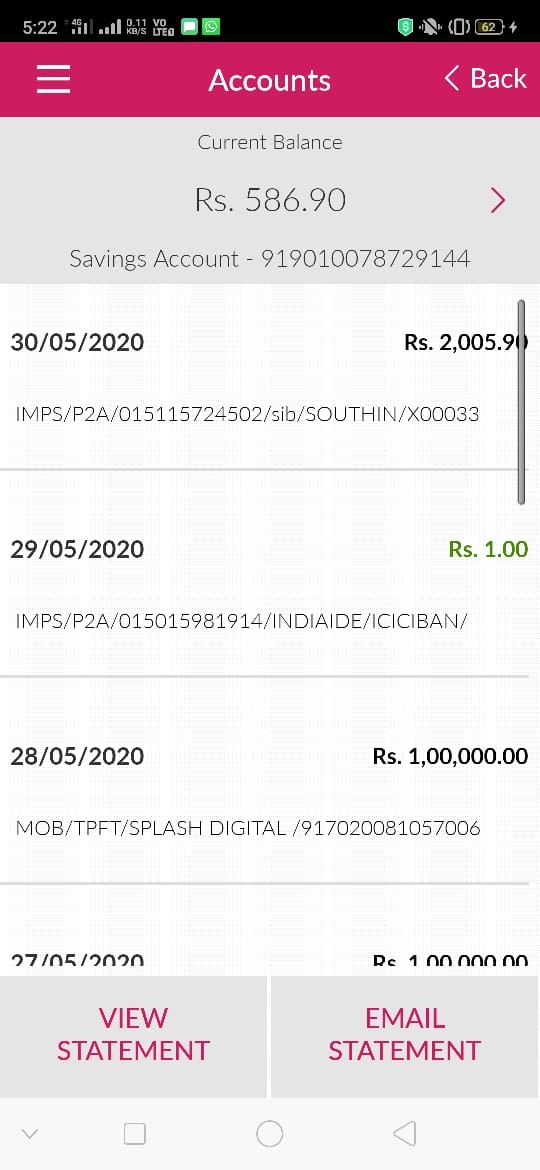 5:22 4G 0.11 KB/S VO LTE 62
Accounts
Back
Current Balance
Rs. 586.90
Savings Account - 919010078729144
30/05/2020 Rs. 2,005.90
IMPS/P2A/015115724502/sib/SOUTHIN/X00033
29/05/2020 Rs. 1.00
IMPS/P2A/015015981914/INDIAIDE/ICICIBAN/
28/05/2020 Rs. 1,00,000.00
MOB/TPFT/SPLASH DIGITAL /917020081057006
27/05/2020 Rs. 1,00,000.00
VIEW
STATEMENT
EMAIL
STATEMENT